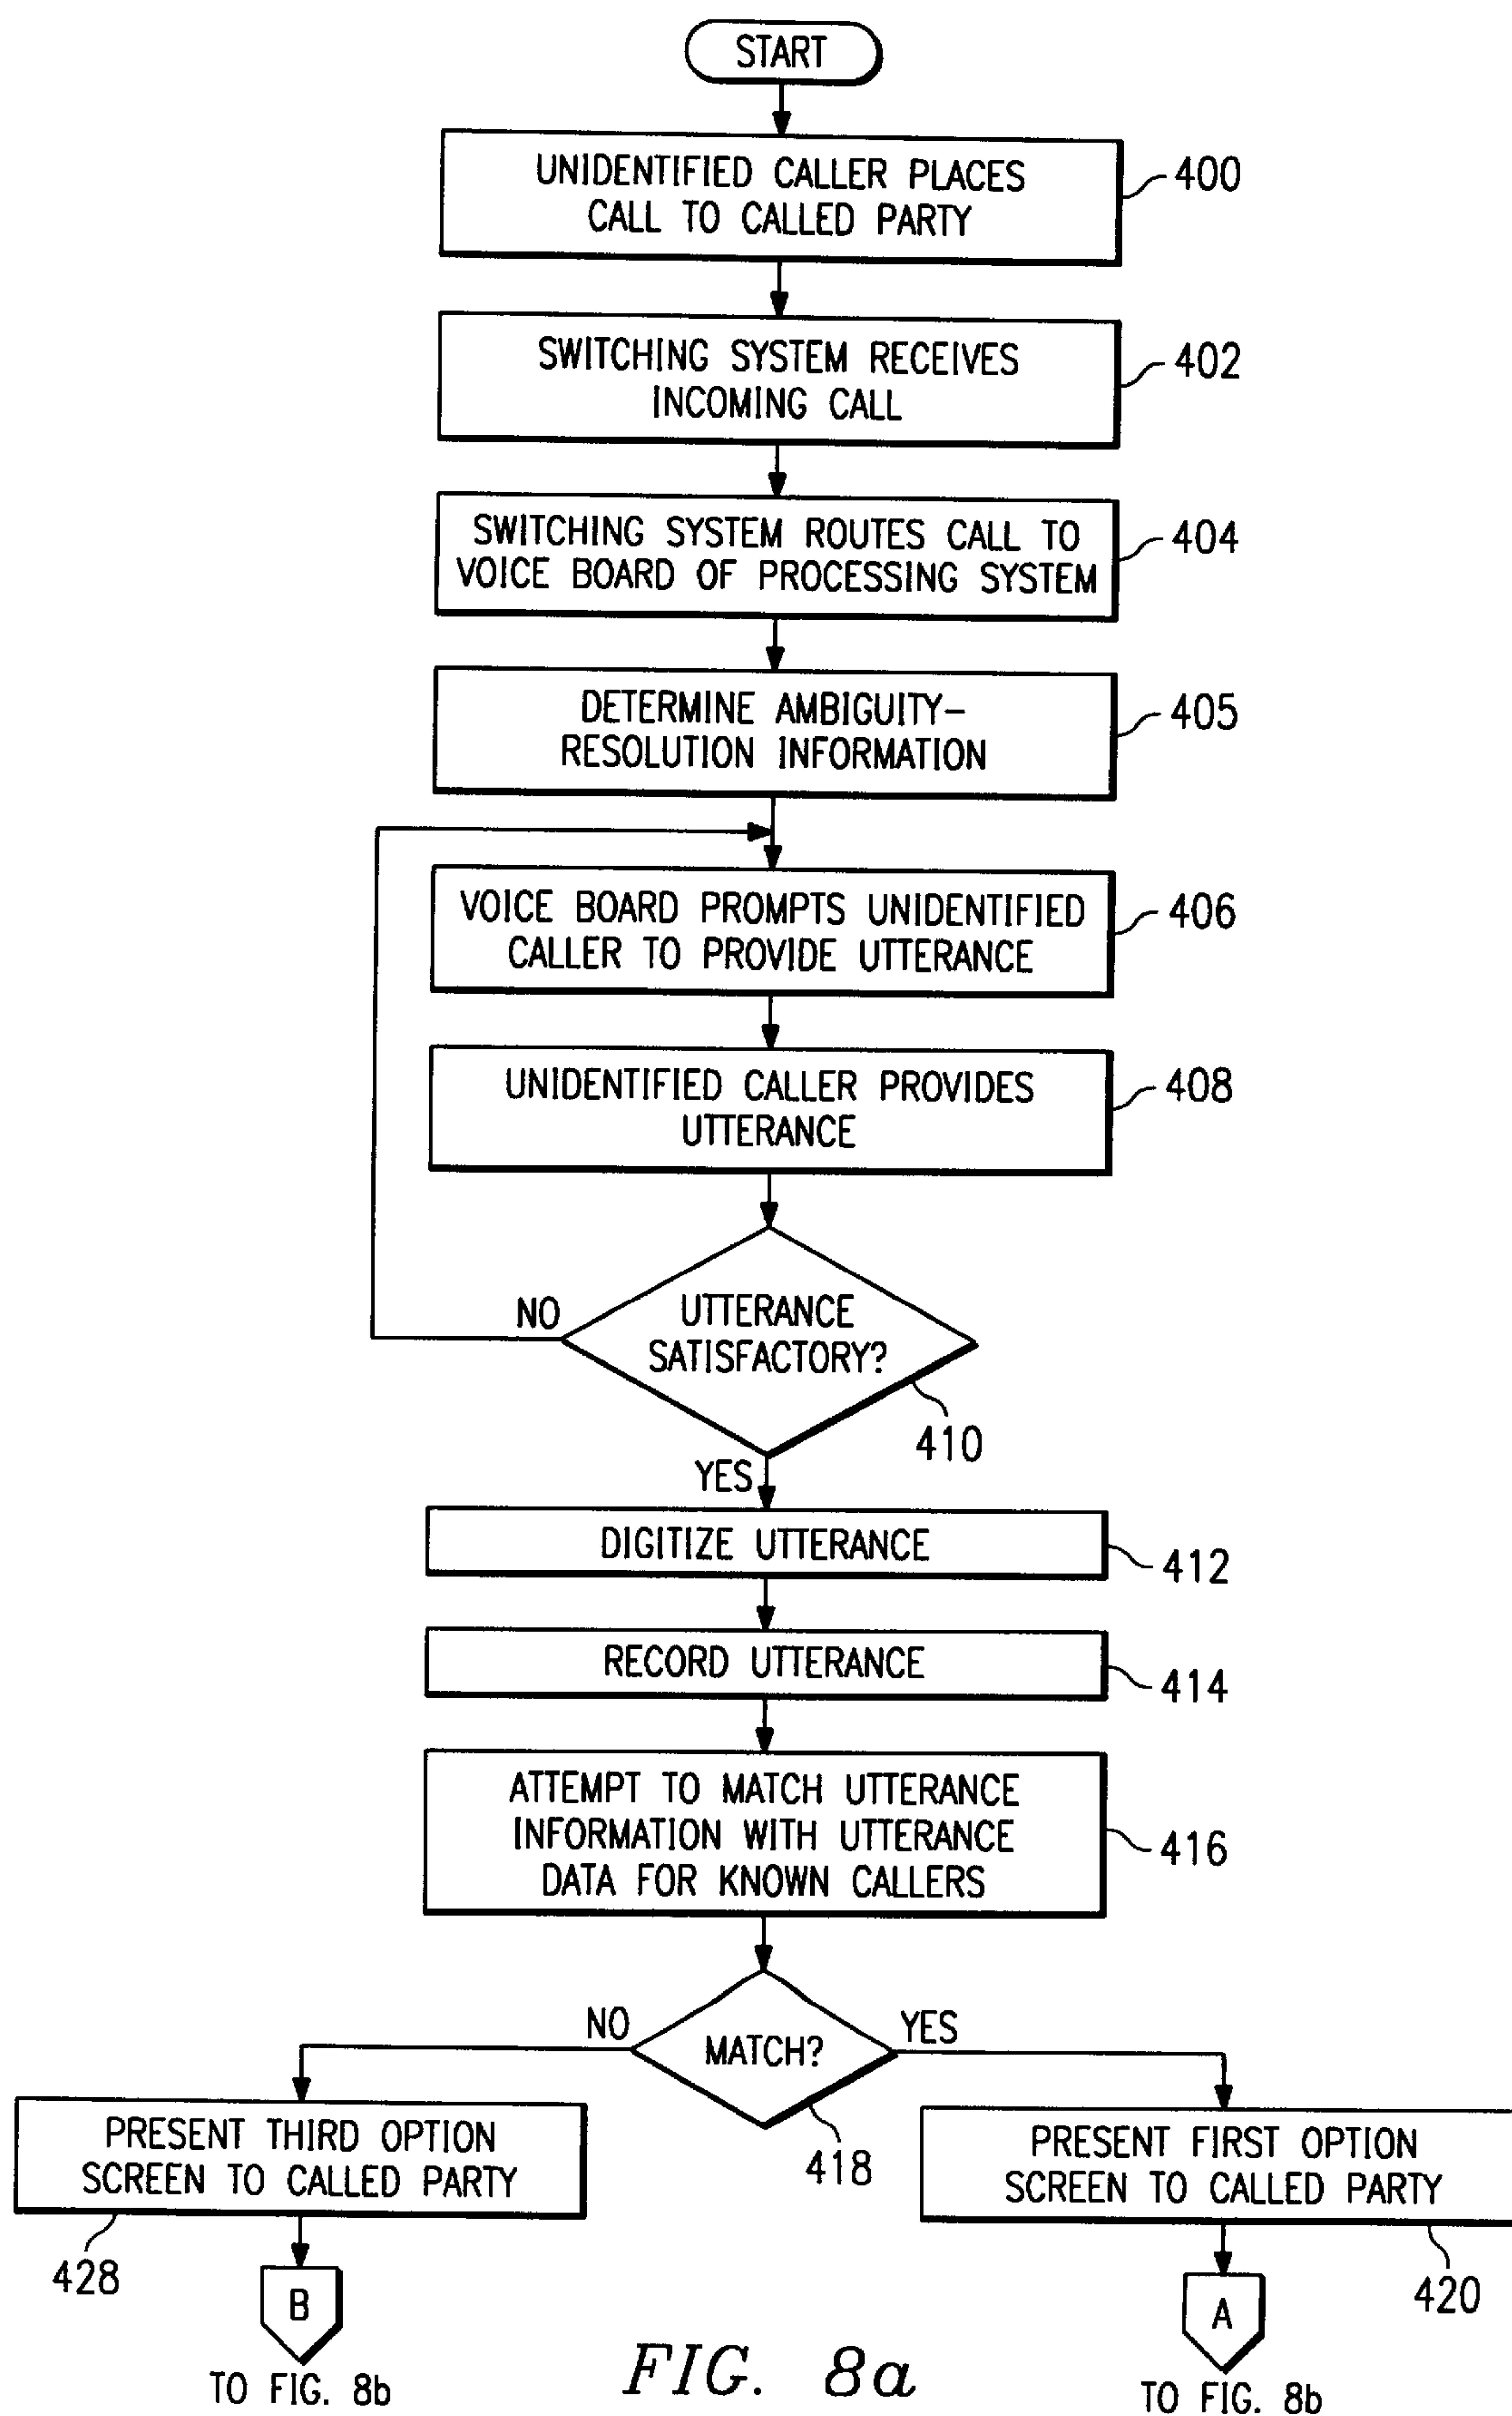 START
UNIDENTIFIED CALLER PLACES
CALL TO CALLED PARTY
400
SWITCHING SYSTEM RECEIVES
INCOMING CALL
402
SWITCHING SYSTEM ROUTES CALL TO
VOICE BOARD OF PROCESSING SYSTEM
404
DETERMINE AMBIGUITY–
RESOLUTION INFORMATION
405
VOICE BOARD PROMPTS UNIDENTIFIED
CALLER TO PROVIDE UTTERANCE
406
UNIDENTIFIED CALLER PROVIDES
UTTERANCE
408
NO
UTTERANCE
SATISFACTORY?
410
YES
DIGITIZE UTTERANCE
412
RECORD UTTERANCE
414
ATTEMPT TO MATCH UTTERANCE
INFORMATION WITH UTTERANCE
DATA FOR KNOWN CALLERS
416
NO
MATCH?
YES
418
PRESENT THIRD OPTION
SCREEN TO CALLED PARTY
428
PRESENT FIRST OPTION
SCREEN TO CALLED PARTY
420
B
TO FIG. 8b
A
TO FIG. 8b
FIG. 8a